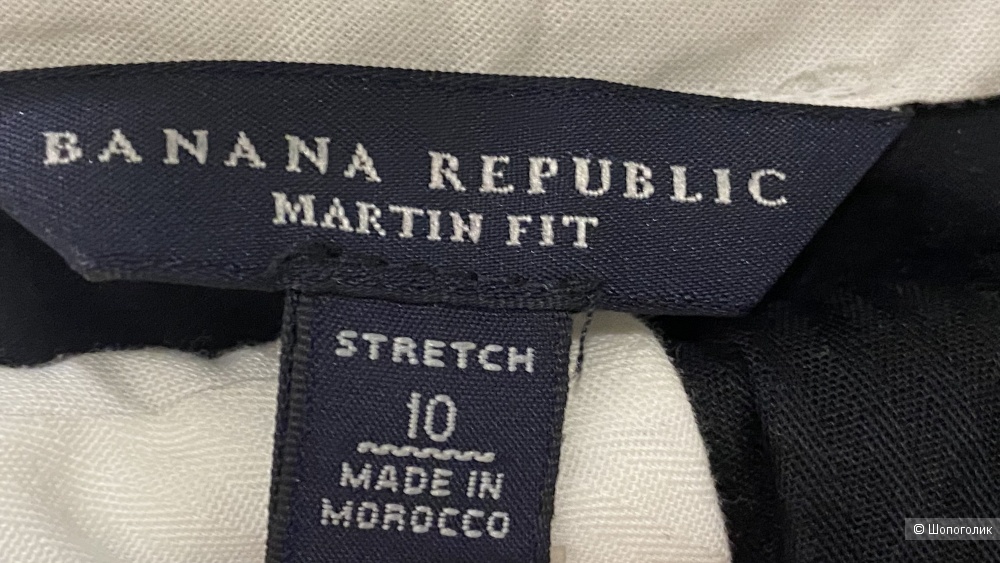 BANANA REPUBLIC
MARTIN FIT
STRETCH
10
MADE IN
MOROCCO
© Шопоголик